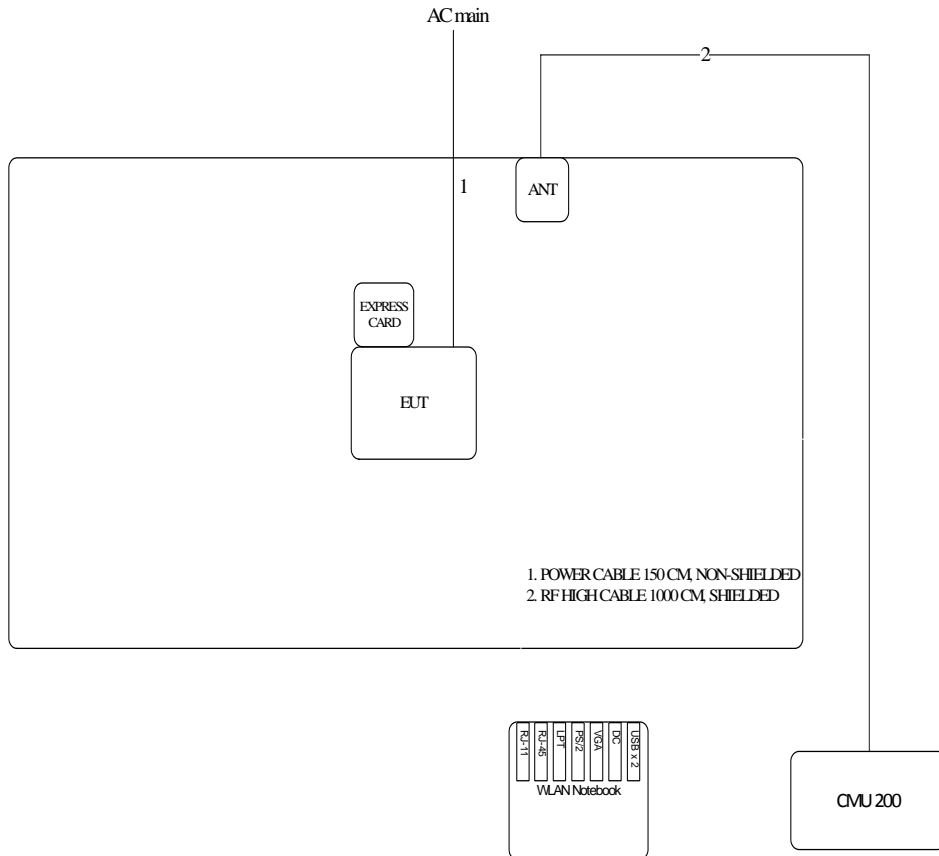 AC main
2
1
ANT
EXPRESS
CARD
EUT
1. POWER CABLE 150 CM, NON-SHIELDED
2. RF HIGH CABLE 1000 CM, SHIELDED
RJ-11
RJ-45
LPT
PS/2
VGA
DC
USB x 2
WLAN Notebook
CMU 200